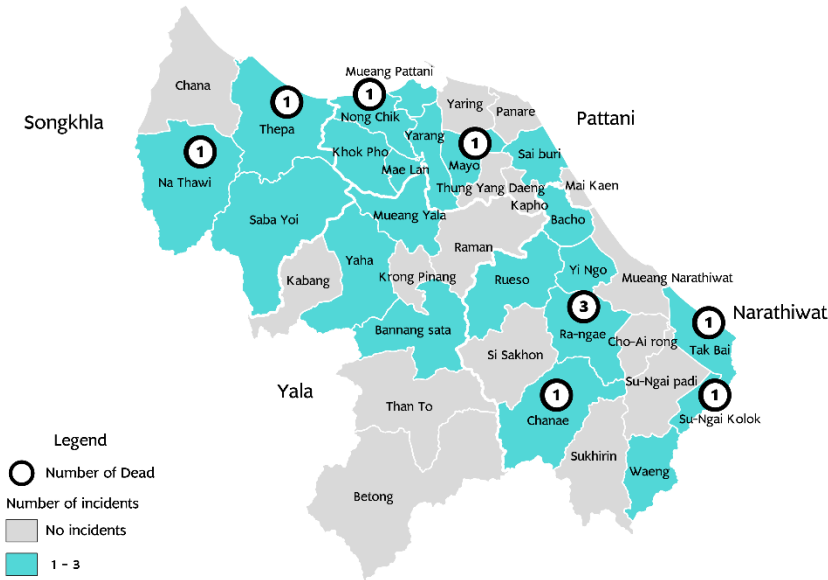 Mueang Pattani
Chana
1
1
Yaring
Panare
Songkhla
Thepa
Nong Chik
Pattani
Yarang
1
1
Khok Pho
Mayo
Sai buri
Na Thawi
Mae Lan
Thung Yang Daeng
Mai Kaen
Kapho
Saba Yoi
Mueang Yala
Bacho
Raman
Yaha
Yi Ngo
Kabang
Krong Pinang
Rueso
Mueang Narathiwat
3
Narathiwat
1
Bannang sata
Ra-ngae
Cho-Ai rong
Tak Bai
Si Sakhon
Su-Ngai padi
Yala
1
1
Than To
Chanae
Su-Ngai Kolok
Sukhirin
Waeng
Betong
Legend
Number of Dead
Number of incidents
No incidents
1 - 3